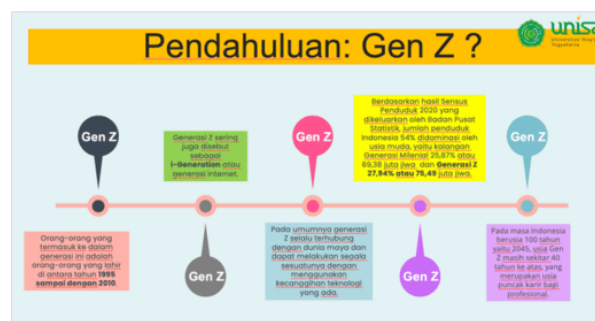 Pendahuluan: Gen Z ?
unisa
Universitas
Yogyakarta
Gen Z
Orang-orang yang
termasuk ke dalam
generasi ini adalah
orang-orang yang lahir
di antara tahun 1995
sampai dengan 2010.
Generasi Z sering
juga disebut
sebagai
i-Generation atau
generasi internet.
Gen Z
Gen Z
Pada umumnya generasi
Z selalu terhubung
dengan dunia maya dan
dapat melakukan segala
sesuatunya dengan
menggunakan
kecanggihan teknologi
yang ada.
Berdasarkan hasil Sensus
Penduduk 2020 yang
dikeluarkan oleh Badan Pusat
Statistik, jumlah penduduk
Indonesia 54% didominasi oleh
usia muda, yaitu kalangan
Generasi Milenial 25,87% atau
69,38 juta jiwa dan Generasi Z
27,94% atau 75,49 juta jiwa.
Gen Z
Gen Z
Pada masa Indonesia
berusia 100 tahun
yaitu 2045, usia Gen
Z masih sekitar 40
tahun ke atas, yang
merupakan usia
puncak karir bagi
profesional.